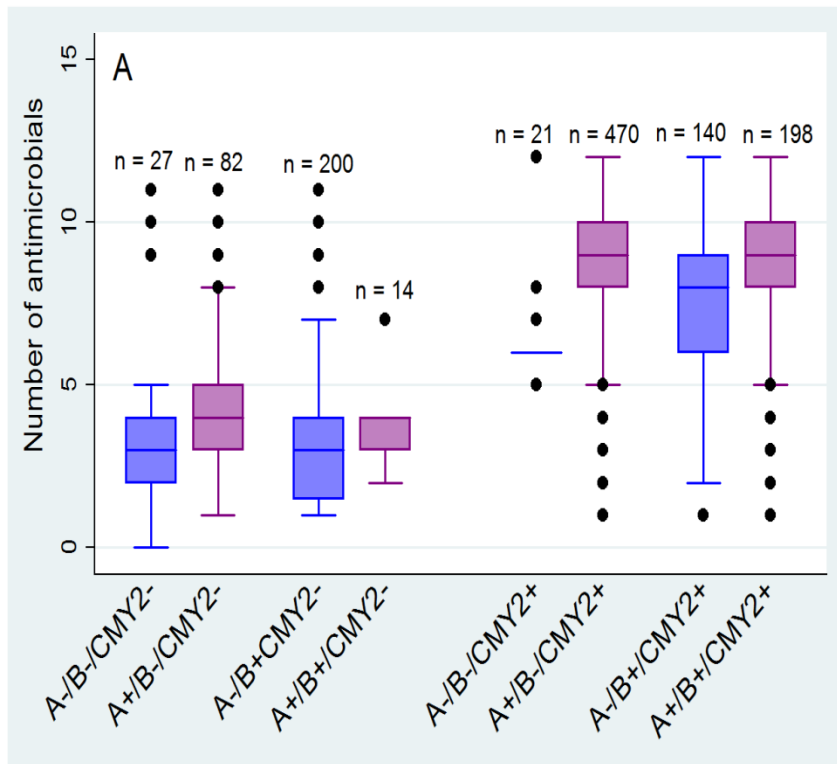 A
Number of antimicrobials
15
10
5
0
n = 27
n = 82
n = 200
n = 14
n = 21
n = 470
n = 140
n = 198
A-/B-/CMY2-
A+/B-/CMY2-
A-/B+CMY2-
A+/B+/CMY2-
A-/B-/CMY2+
A+/B-/CMY2+
A-/B+/CMY2+
A+/B+/CMY2+